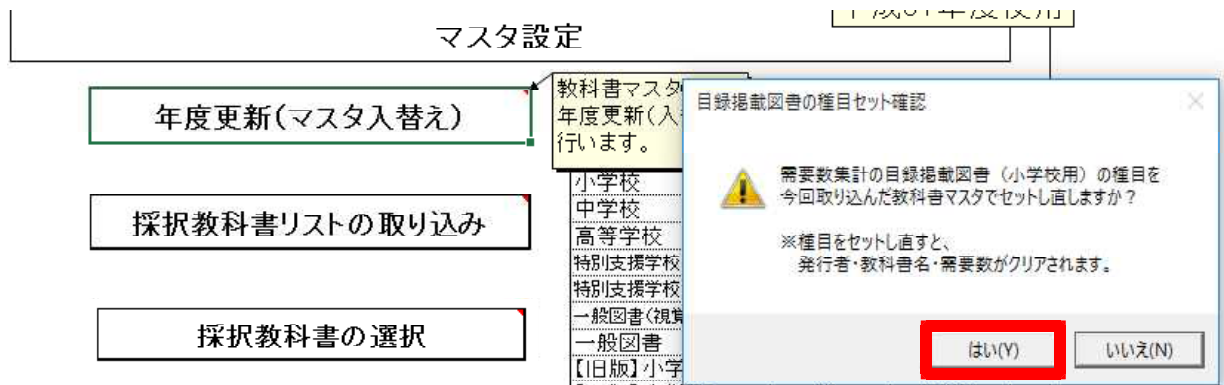 マスタ設定
年度更新(マスタ入替え)
教科書マスタ
年度更新(入
行います。
採択教科書リストの取り込み
採択教科書の選択
小学校
中学校
高等学校
特別支援学校
特別支援学校
一般図書(視覚
一般図書
【旧版】小学
目録掲載図書の種目セット確認
需要数集計の目録掲載図書（小学校用）の種目を
今回取り込んだ教科書マスタでセットし直しますか？
※種目をセットし直すと、
発行者・教科書名・需要数がクリアされます。
はい(Y)
いいえ(N)